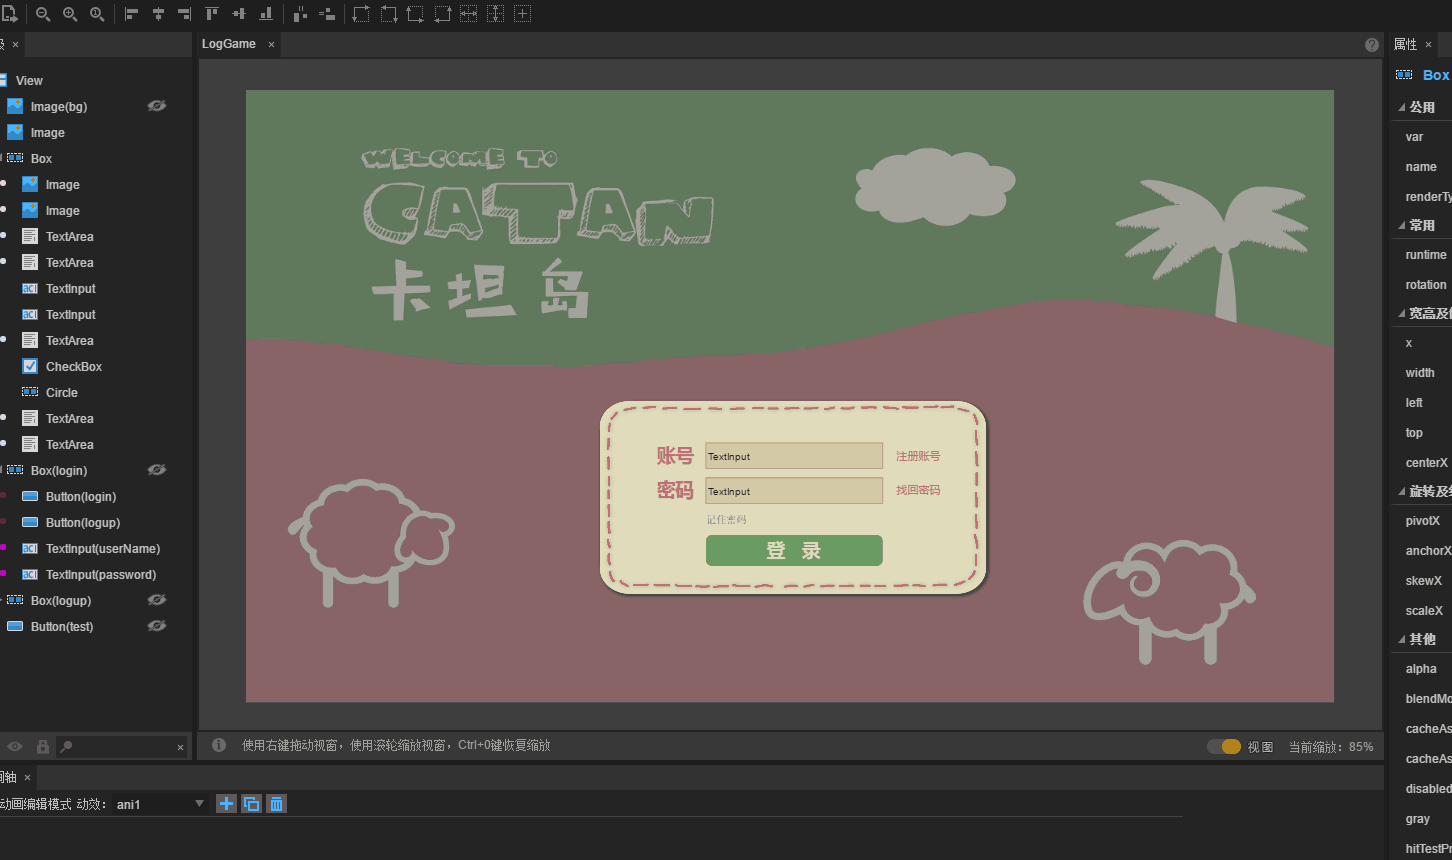 LogGame ×
属性 ×
View
Image(bg)
Image
Box
Image
Image
TextArea
TextArea
TextInput
TextInput
TextArea
CheckBox
Circle
TextArea
TextArea
Box(login)
Button(login)
Button(logup)
TextInput(userName)
TextInput(password)
Box(logup)
Button(test)
WELCOME TO
CATAN
卡坦岛
账号 TextInput 注册账号
密码 TextInput 找回密码
记住密码
登 录
Box
公用
var
name
renderTy
常用
runtime
rotation
宽高及
x
width
left
top
centerX
旋转及
pivotX
anchorX
skewX
scaleX
其他
alpha
blendMo
cacheAs
cacheAs
disabled
gray
hitTestPr
使用右键拖动视窗，使用滚轮缩放视窗，Ctrl+0键恢复缩放
视图 当前缩放：85%
轴 ×
动画编辑模式 动效： ani1